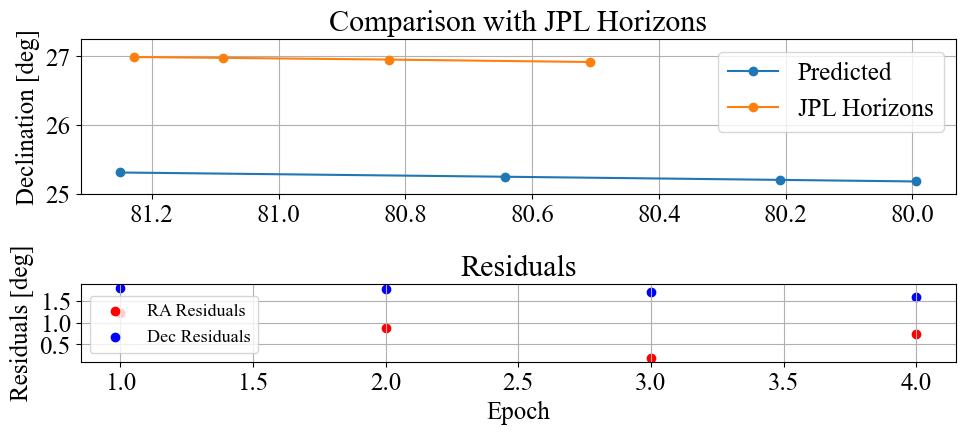 Comparison with JPL Horizons
Declination [deg]
27
26
25
Predicted
JPL Horizons
81.2 81.0 80.8 80.6 80.4 80.2 80.0
Residuals
Residuals [deg]
1.5
1.0
0.5
RA Residuals
Dec Residuals
1.0 1.5 2.0 2.5 3.0 3.5 4.0
Epoch